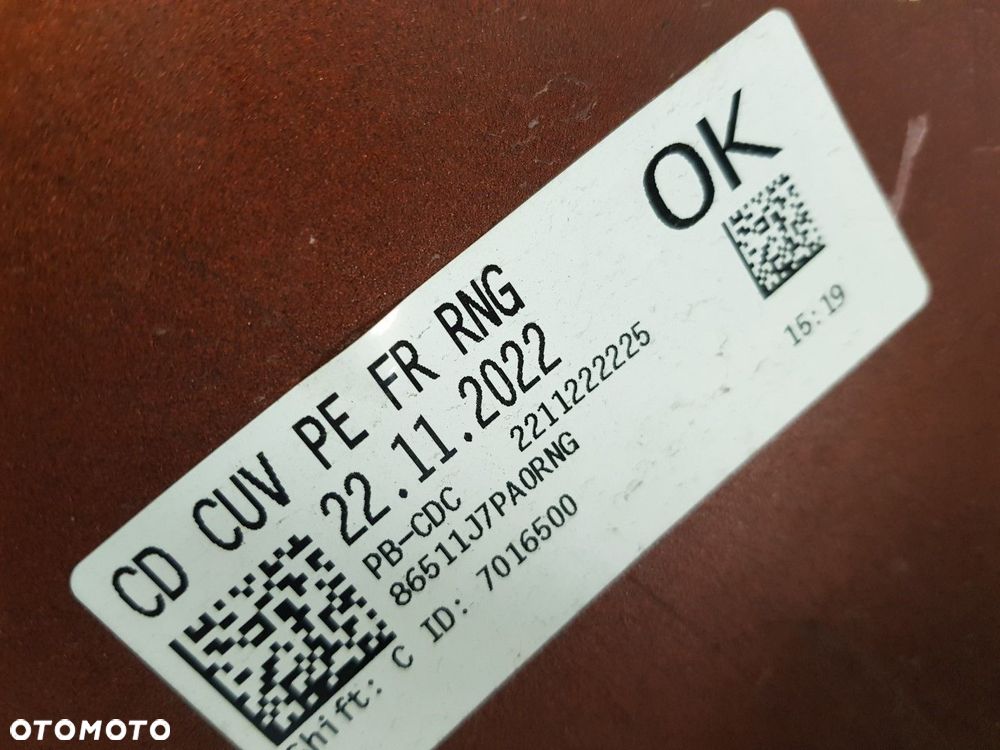 OK
15:19
CD CUV PE FR RNG
22.11.2022
PB-CDC 2211222225
86511J7PA0RNG
Shift: C ID: 7016500
OTOMOTO